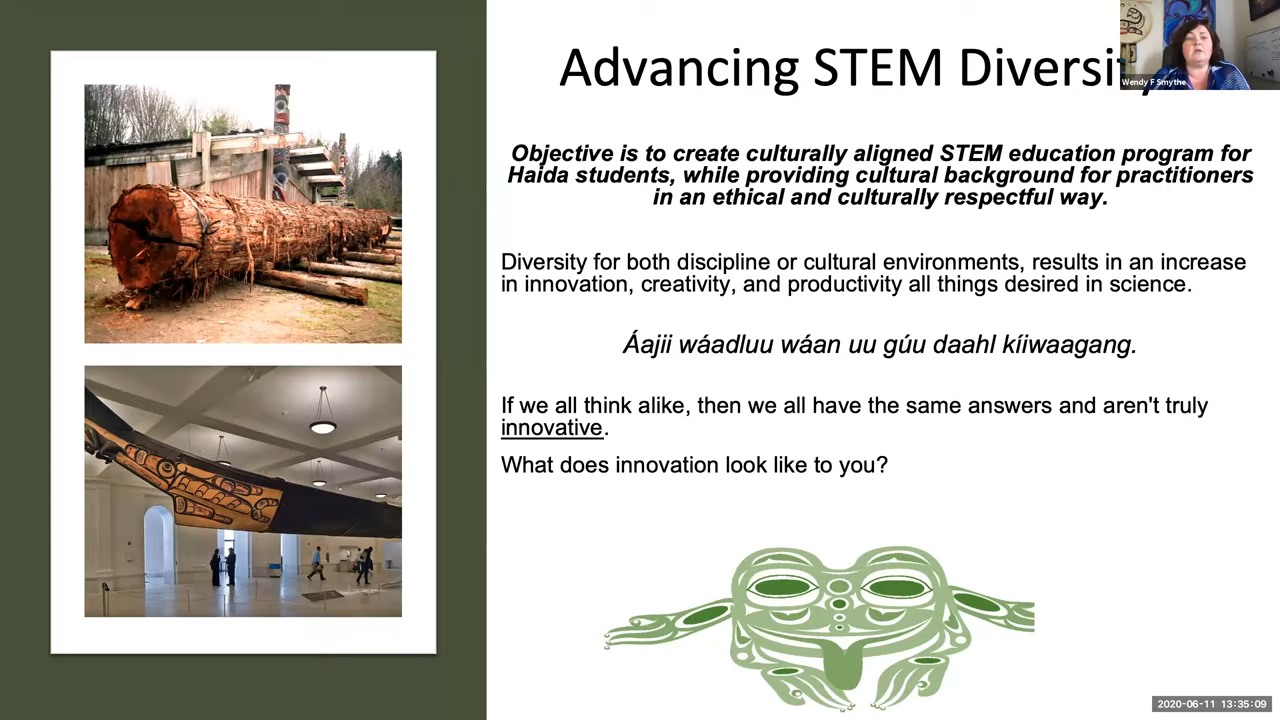 Advancing STEM Diversi
Wendy F Smythe
Objective is to create culturally aligned STEM education program for
Haida students, while providing cultural background for practitioners
in an ethical and culturally respectful way.
Diversity for both discipline or cultural environments, results in an increase
in innovation, creativity, and productivity all things desired in science.
Áajii wáadluu wáan uu gúu daahl kíiwaagang.
If we all think alike, then we all have the same answers and aren't truly
innovative.
What does innovation look like to you?
2020-06-11 13:35:09